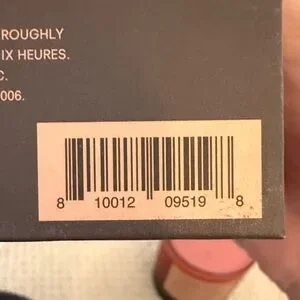 ROUGHLY
IX HEURES.
C.
006.
8 10012 09519 8